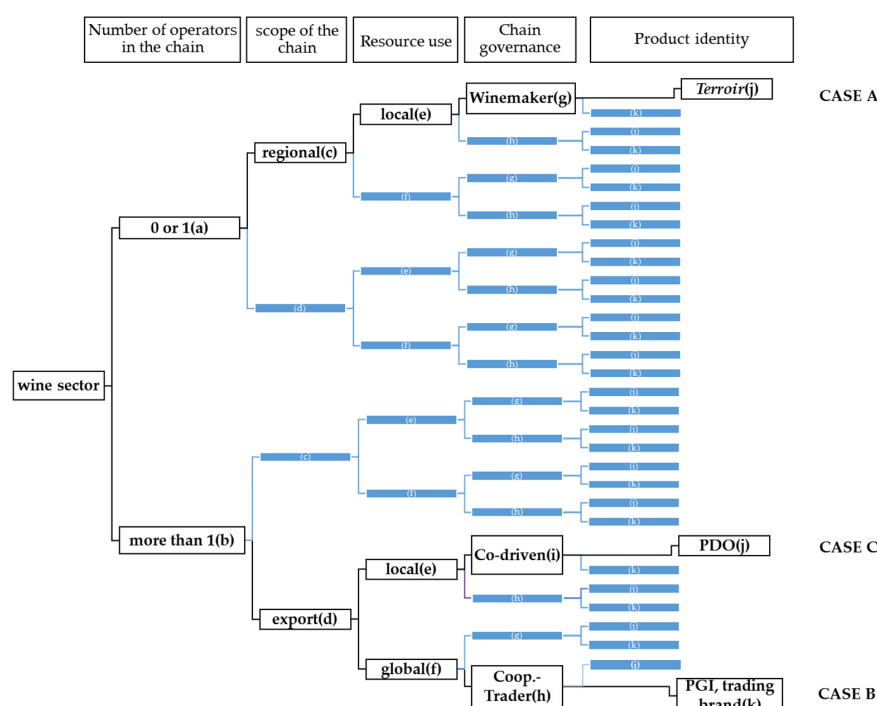 Number of operators
in the chain
scope of the
chain
Resource use
Chain
governance
Product identity
Terroir(j)
CASE A
Winemaker(g)
local(e)
(k)
(j)
(h)
(k)
regional(c)
(j)
(g)
(k)
(f)
(j)
(h)
(k)
0 or 1(a)
(j)
(g)
(k)
(e)
(j)
(h)
(k)
(d)
(j)
(g)
(k)
(f)
(j)
(h)
(k)
wine sector
(j)
(g)
(k)
(e)
(j)
(h)
(k)
(c)
(j)
(g)
(k)
(f)
(j)
(h)
(k)
more than 1(b)
Co-driven(i)
PDO(j)
CASE C
local(e)
(k)
(j)
(h)
(k)
export(d)
(j)
(g)
(k)
(j)
global(f)
Coop.-
Trader(h)
PGI, trading
brand(k)
CASE B